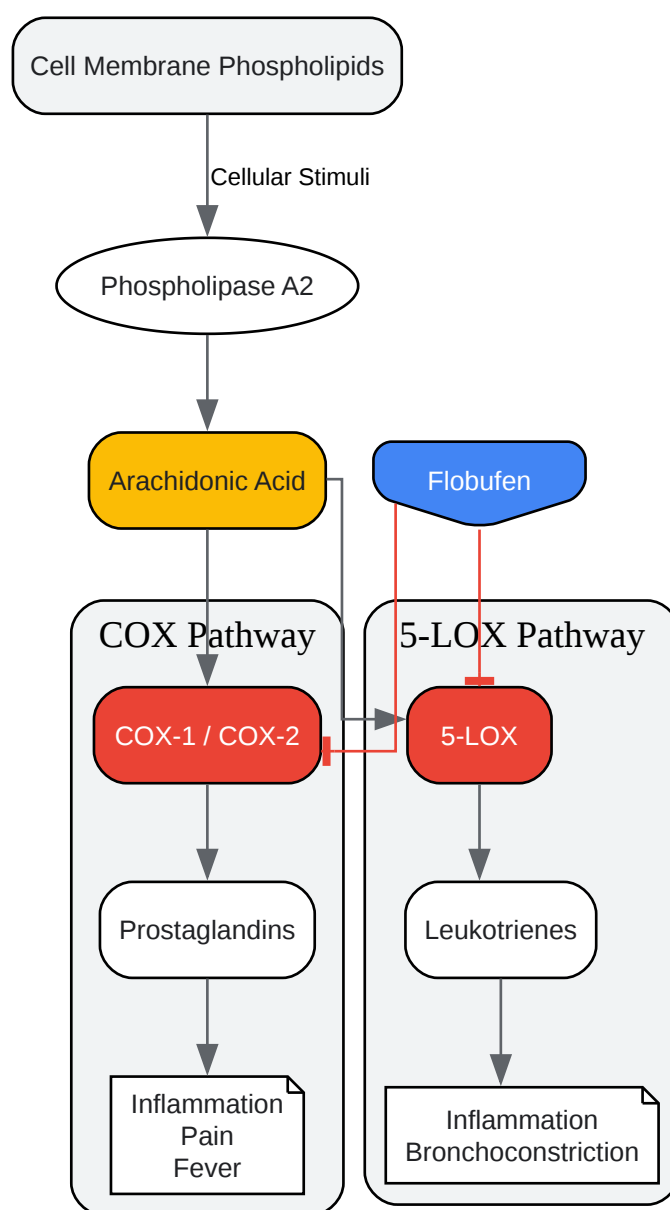 Cell Membrane Phospholipids
Cellular Stimuli
Phospholipase A2
Arachidonic Acid
Flobufen
COX Pathway
5-LOX Pathway
COX-1 / COX-2
5-LOX
Prostaglandins
Leukotrienes
Inflammation
Pain
Fever
Inflammation
Bronchoconstriction